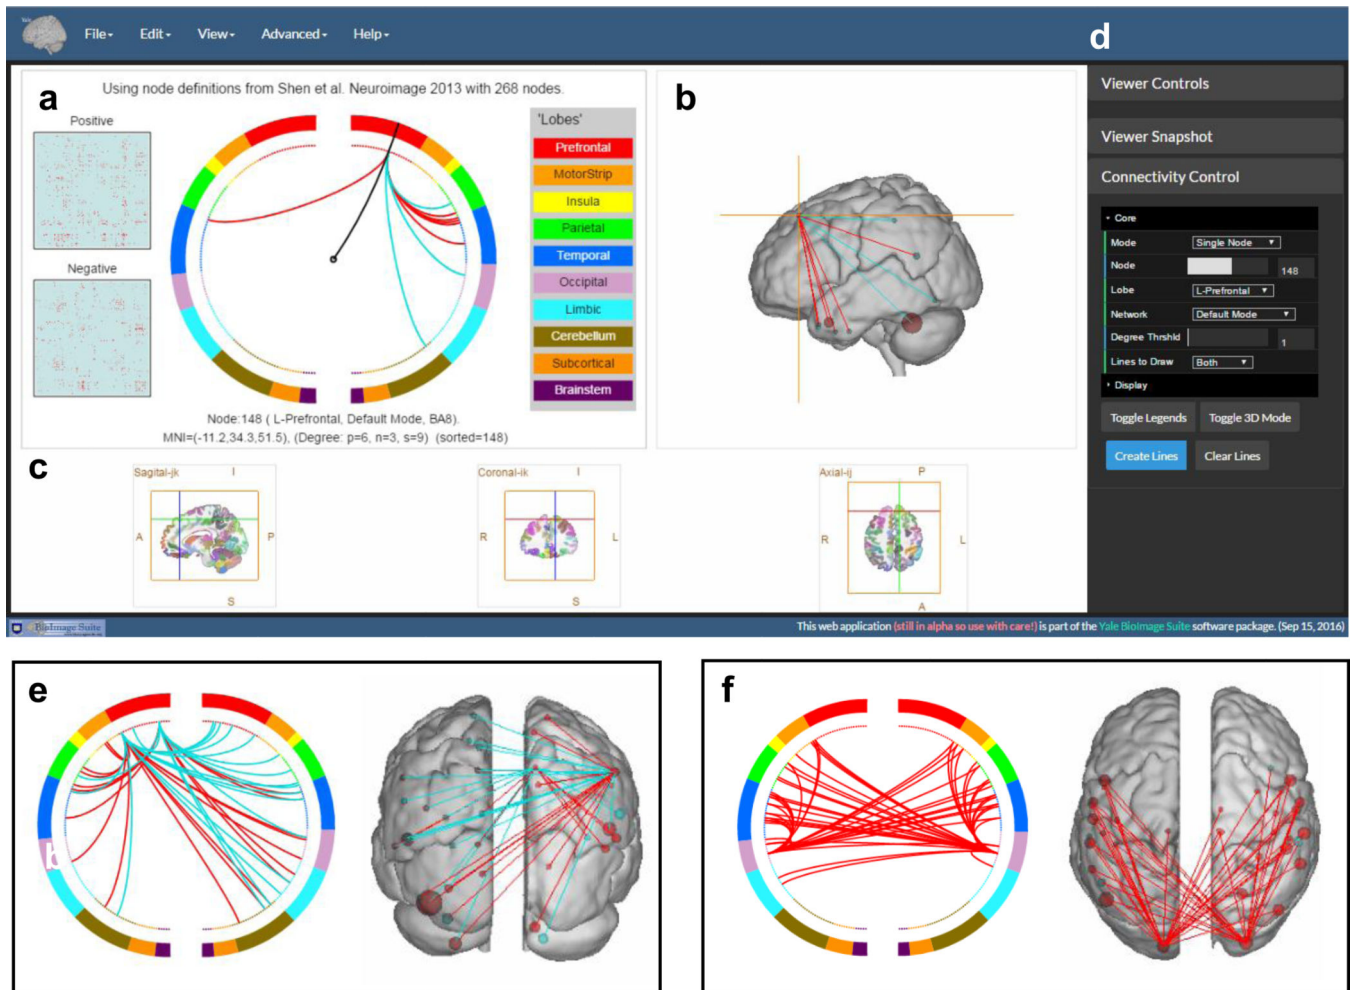 Yale
File
Edit
View
Advanced
Help
d
a
Using node definitions from Shen et al. Neuroimage 2013 with 268 nodes.
Positive
Negative
'Lobes'
Prefrontal
MotorStrip
Insula
Parietal
Temporal
Occipital
Limbic
Cerebellum
Subcortical
Brainstem
Node:148 ( L-Prefrontal, Default Mode, BA8).
MNI=(-11.2,34.3,51.5), (Degree: p=6, n=3, s=9) (sorted=148)
b
c
Sagital-jk
I
A
P
S
Coronal-ik
I
R
L
S
Axial-ij
P
R
L
A
Viewer Controls
Viewer Snapshot
Connectivity Control
Core
Mode Single Node
Node 148
Lobe L-Prefrontal
Network Default Mode
Degree Thrshld 1
Lines to Draw Both
Display
Toggle Legends Toggle 3D Mode
Create Lines Clear Lines
BioImage Suite
This web application (still in alpha so use with care!) is part of the Yale BioImage Suite software package. (Sep 15, 2016)
e
b
f